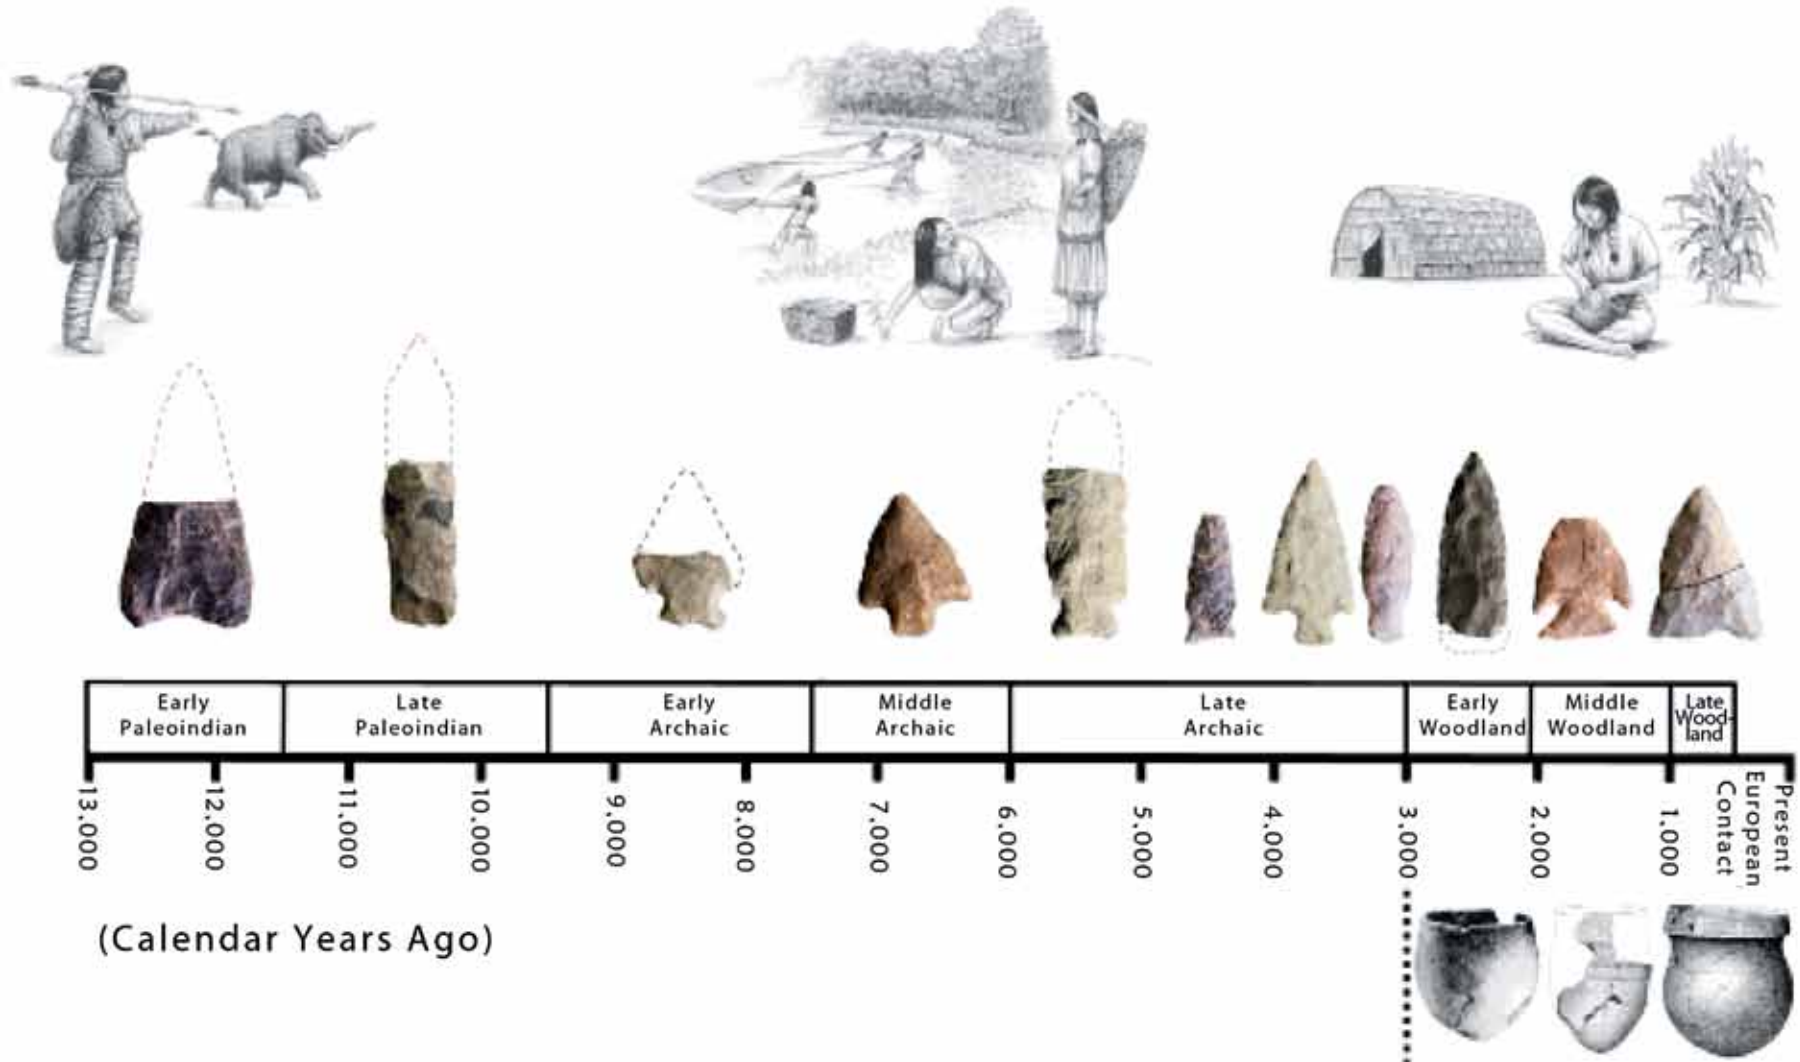 Early
Paleoindian
Late
Paleoindian
Early
Archaic
Middle
Archaic
Late
Archaic
Early
Woodland
Middle
Woodland
Late
Wood-
land
13.000
12.000
11.000
10.000
9.000
8.000
7.000
6.000
5.000
4.000
3.000
2.000
1.000
European
Contact
Present
(Calendar Years Ago)